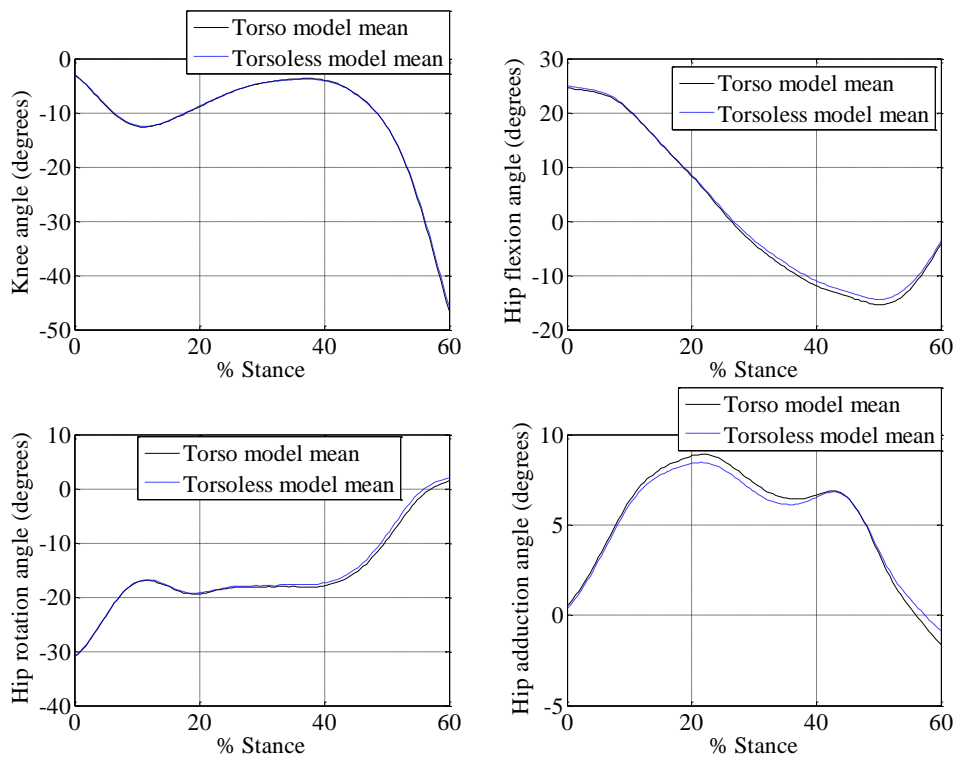 Torso model mean
Torsoless model mean
Knee angle (degrees)
0
-10
-20
-30
-40
-50
0
20
40
60
% Stance
Torso model mean
Torsoless model mean
Hip flexion angle (degrees)
30
20
10
0
-10
-20
0
20
40
60
% Stance
Torso model mean
Torsoless model mean
Hip rotation angle (degrees)
10
0
-10
-20
-30
-40
0
20
40
60
% Stance
Torso model mean
Torsoless model mean
Hip adduction angle (degrees)
10
5
0
-5
0
20
40
60
% Stance